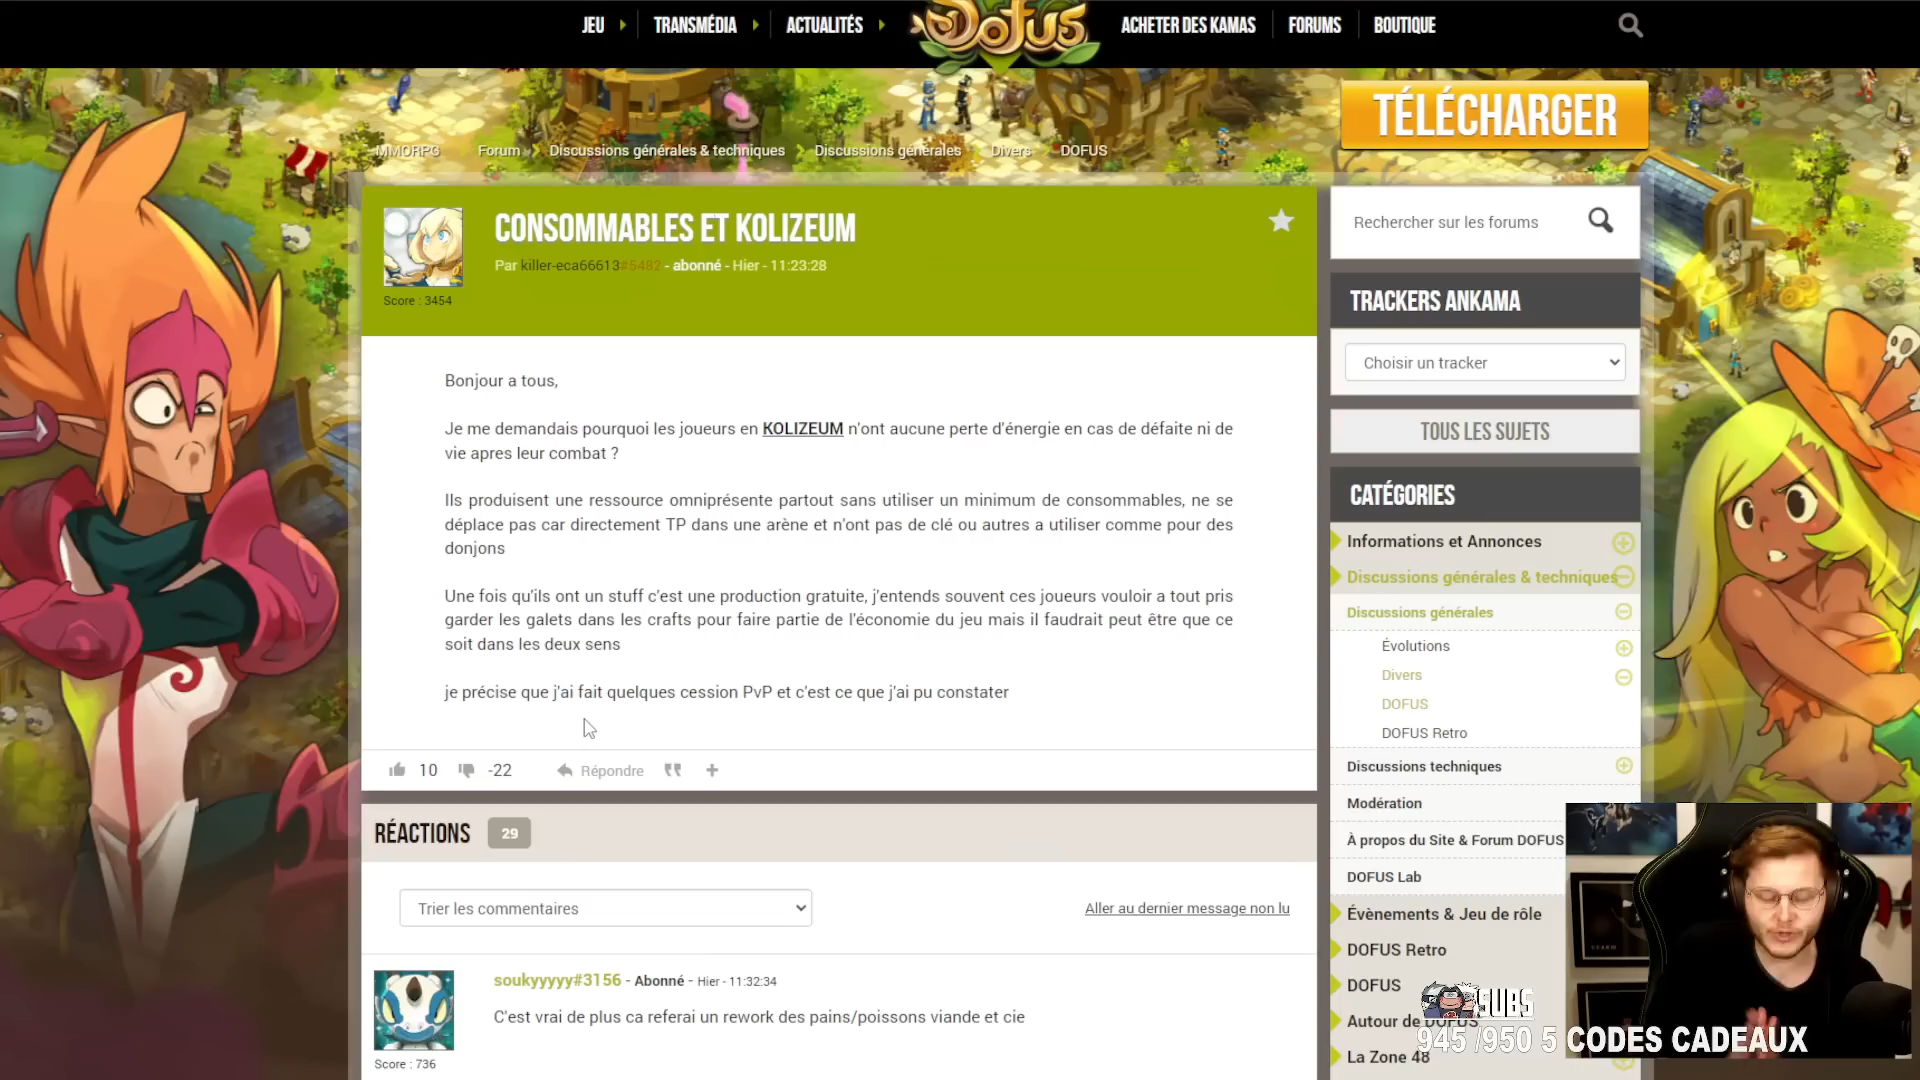 JEU
TRANSMÉDIA
ACTUALITÉS
DOFUS
ACHETER DES KAMAS
FORUMS
BOUTIQUE
TÉLÉCHARGER
MMORPG
Forum
Discussions générales & techniques
Discussions générales
Divers
DOFUS
CONSOMMABLES ET KOLIZEUM
Par killer-eca66613#5482 - abonné - Hier - 11:23:28
Score : 3454
Bonjour a tous,
Je me demandais pourquoi les joueurs en KOLIZEUM n'ont aucune perte d'énergie en cas de défaite ni de
vie apres leur combat ?
Ils produisent une ressource omniprésente partout sans utiliser un minimum de consommables, ne se
déplace pas car directement TP dans une arène et n'ont pas de clé ou autres a utiliser comme pour des
donjons
Une fois qu'ils ont un stuff c'est une production gratuite, j'entends souvent ces joueurs vouloir a tout pris
garder les galets dans les crafts pour faire partie de l'économie du jeu mais il faudrait peut être que ce
soit dans les deux sens
je précise que j'ai fait quelques cession PvP et c'est ce que j'ai pu constater
10
-22
Répondre
RÉACTIONS 29
Trier les commentaires
Aller au dernier message non lu
soukyyyyy#3156 - Abonné - Hier - 11:32:34
C'est vrai de plus ca referai un rework des pains/poissons viande et cie
Score : 736
Rechercher sur les forums
TRACKERS ANKAMA
Choisir un tracker
TOUS LES SUJETS
CATÉGORIES
Informations et Annonces
Discussions générales & techniques
Discussions générales
Évolutions
Divers
DOFUS
DOFUS Retro
Discussions techniques
Modération
À propos du Site & Forum DOFUS
DOFUS Lab
Évènements & Jeu de rôle
DOFUS Retro
DOFUS
Autour de DOFUS
La Zone 48
SUBS
945 /950 5 CODES CADEAUX